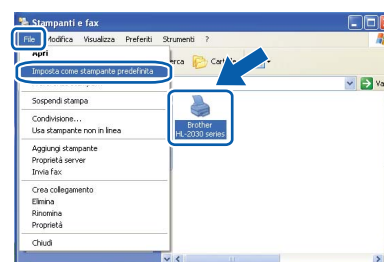 Stampanti e fax
File Modifica Visualizza Preferiti Strumenti ?
Apri
Imposta come stampante predefinita
Sospendi stampa
Condivisione...
Usa stampante non in linea
Aggiungi stampante
Proprietà server
Invia fax
Crea collegamento
Elimina
Rinomina
Proprietà
Chiudi
Brother
HL-2030 series